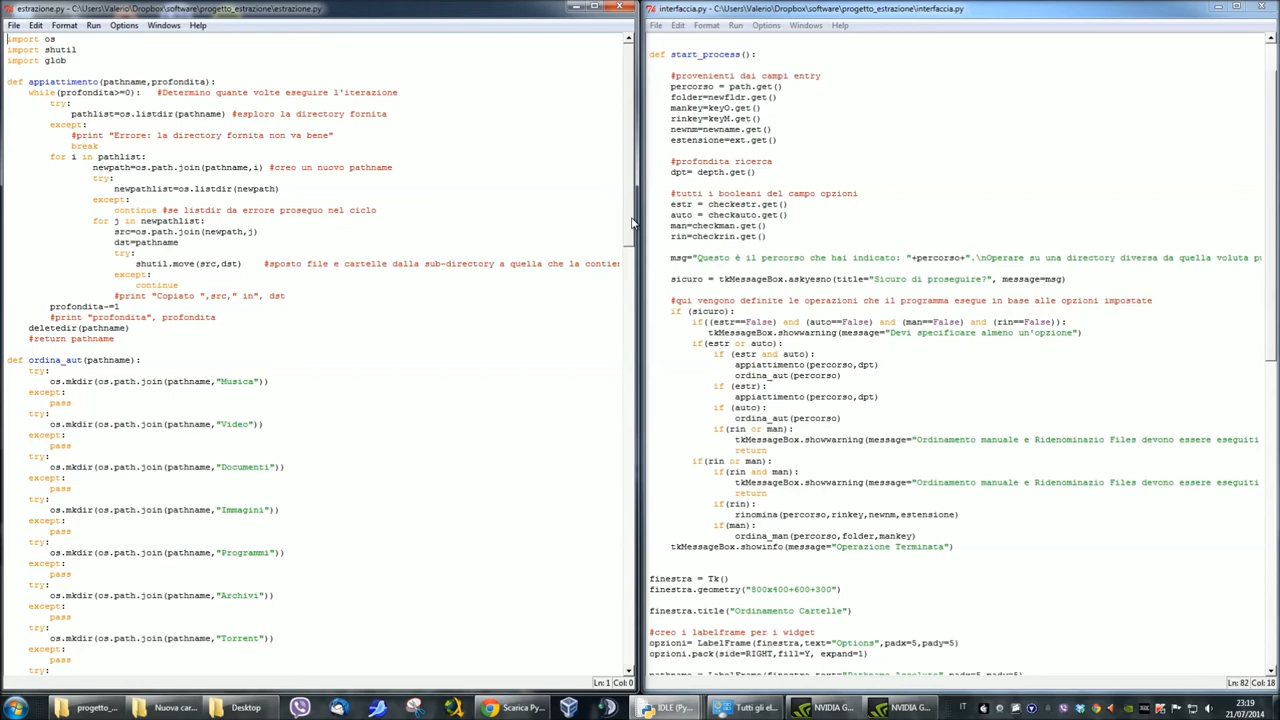 estrazione.py - C:\Users\Valerio\Dropbox\software\progetto_estrazione\estrazione.py
File Edit Format Run Options Windows Help
import os
import shutil
import glob
def appiattimento(pathname,profondita):
while(profondita>=0): #Determino quante volte eseguire l'iterazione
try:
pathlist=os.listdir(pathname) #esploro la directory fornita
except:
#print "Errore: la directory fornita non va bene"
break
for i in pathlist:
newpath=os.path.join(pathname,i) #creo un nuovo pathname
try:
newpathlist=os.listdir(newpath)
except:
continue #se listdir da errore proseguo nel ciclo
for j in newpathlist:
src=os.path.join(newpath,j)
dst=pathname
try:
shutil.move(src,dst) #sposto file e cartelle dalla sub-directory a quella che la contie
except:
continue
#print "Copiato ",src," in", dst
profondita-=1
#print "profondita", profondita
deletedir(pathname)
#return pathname
def ordina_aut(pathname):
try:
os.mkdir(os.path.join(pathname,"Musica"))
except:
pass
try:
os.mkdir(os.path.join(pathname,"Video"))
except:
pass
try:
os.mkdir(os.path.join(pathname,"Documenti"))
except:
pass
try:
os.mkdir(os.path.join(pathname,"Immagini"))
except:
pass
try:
os.mkdir(os.path.join(pathname,"Programmi"))
except:
pass
try:
os.mkdir(os.path.join(pathname,"Archivi"))
except:
pass
try:
os.mkdir(os.path.join(pathname,"Torrent"))
except:
pass
try:
Ln: 1 Col: 0
interfaccia.py - C:\Users\Valerio\Dropbox\software\progetto_estrazione\interfaccia.py
File Edit Format Run Options Windows Help
def start_process():
#provenienti dai campi entry
percorso = path.get()
folder=newfldr.get()
mankey=keyO.get()
rinkey=keyM.get()
newnm=newname.get()
estensione=ext.get()
#profondita ricerca
dpt= depth.get()
#tutti i booleani del campo opzioni
estr = checkestr.get()
auto = checkauto.get()
man=checkman.get()
rin=checkrin.get()
msg="Questo è il percorso che hai indicato: "+percorso+".\nOperare su una directory diversa da quella voluta p
sicuro = tkMessageBox.askyesno(title="Sicuro di proseguire?", message=msg)
#qui vengono definite le operazioni che il programma esegue in base alle opzioni impostate
if (sicuro):
if((estr==False) and (auto==False) and (man==False) and (rin==False)):
tkMessageBox.showwarning(message="Devi specificare almeno un'opzione")
if(estr or auto):
if (estr and auto):
appiattimento(percorso,dpt)
ordina_aut(percorso)
if (estr):
appiattimento(percorso,dpt)
if (auto):
ordina_aut(percorso)
if(rin or man):
tkMessageBox.showwarning(message="Ordinamento manuale e Ridenominazio Files devono essere eseguiti
return
if(rin or man):
if(rin and man):
tkMessageBox.showwarning(message="Ordinamento manuale e Ridenominazio Files devono essere eseguiti
return
if(rin):
rinomina(percorso,rinkey,newnm,estensione)
if(man):
ordina_man(percorso,folder,mankey)
tkMessageBox.showinfo(message="Operazione Terminata")
finestra = Tk()
finestra.geometry("800x400+600+300")
finestra.title("Ordinamento Cartelle")
#creo i labelframe per i widget
opzioni= LabelFrame(finestra,text="Options",padx=5,pady=5)
opzioni.pack(side=RIGHT,fill=Y, expand=1)
Ln: 82 Col: 18
progetto_... Nuova car... Desktop Scarica Py... IDLE (Py... Tutti gli el... NVIDIA G... NVIDIA G... IT 23:19
21/07/2014